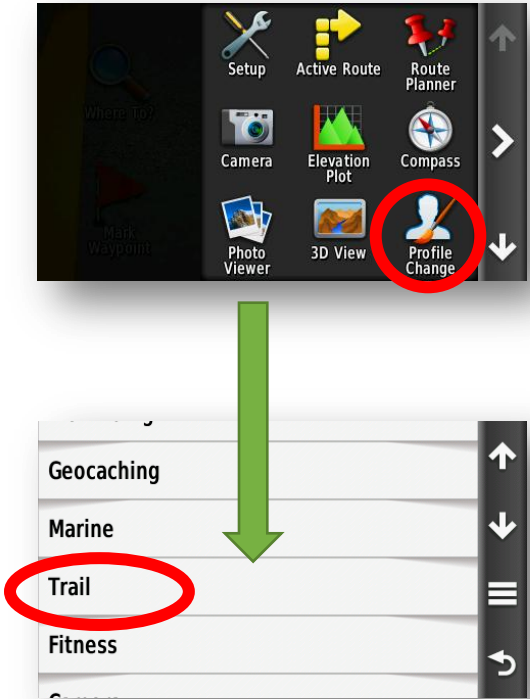 Where To?
Mark
Waypoint
Setup
Active Route
Route
Planner
Camera
Elevation
Plot
Compass
Photo
Viewer
3D View
Profile
Change
Geocaching
Marine
Trail
Fitness